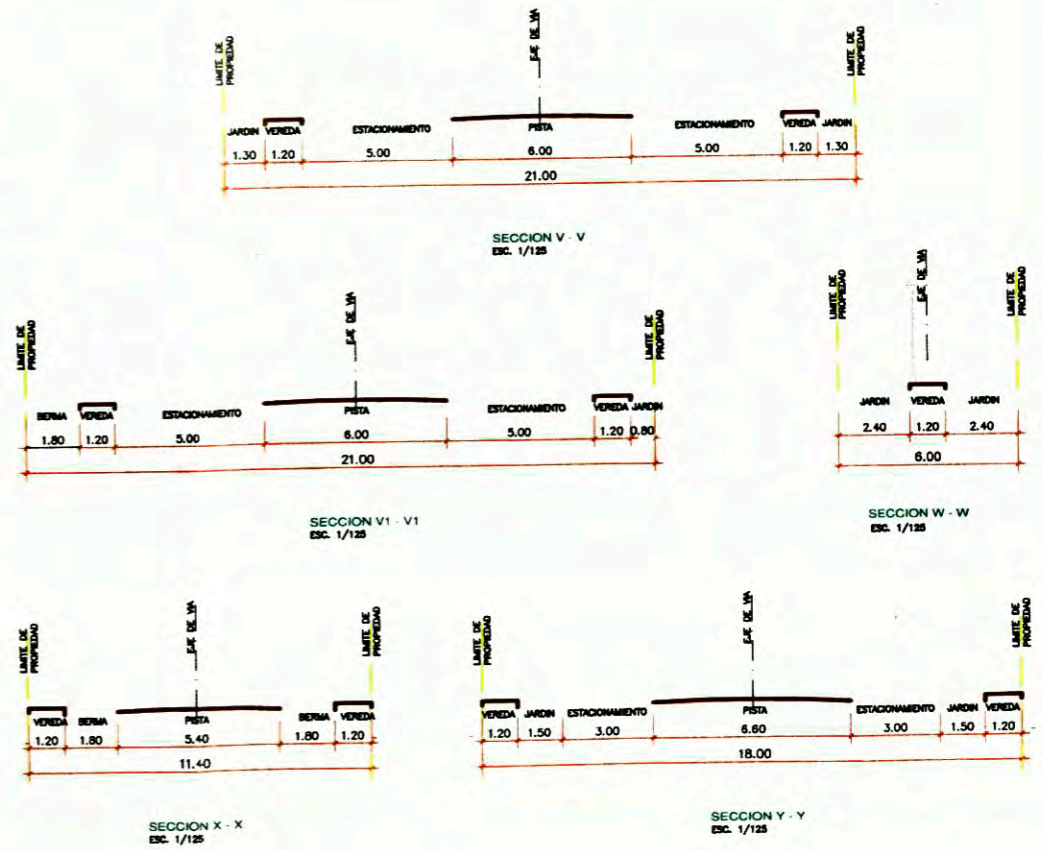 LIMITE DE
PROPIEDAD
EJE DE VIA
LIMITE DE
PROPIEDAD
JARDIN VEREDA ESTACIONAMIENTO PISTA ESTACIONAMIENTO VEREDA JARDIN
1.30 1.20 5.00 6.00 5.00 1.20 1.30
21.00
SECCION V - V
ESC. 1/125
LIMITE DE
PROPIEDAD
EJE DE VIA
LIMITE DE
PROPIEDAD
BERMA VEREDA ESTACIONAMIENTO PISTA ESTACIONAMIENTO VEREDA JARDIN
1.80 1.20 5.00 6.00 5.00 1.20 0.80
21.00
SECCION V1 - V1
ESC. 1/125
LIMITE DE
PROPIEDAD
EJE DE VIA
LIMITE DE
PROPIEDAD
JARDIN VEREDA JARDIN
2.40 1.20 2.40
6.00
SECCION W - W
ESC. 1/125
LIMITE DE
PROPIEDAD
EJE DE VIA
LIMITE DE
PROPIEDAD
VEREDA BERMA PISTA BERMA VEREDA
1.20 1.80 5.40 1.80 1.20
11.40
SECCION X - X
ESC. 1/125
LIMITE DE
PROPIEDAD
EJE DE VIA
LIMITE DE
PROPIEDAD
VEREDA JARDIN ESTACIONAMIENTO PISTA ESTACIONAMIENTO JARDIN VEREDA
1.20 1.50 3.00 6.60 3.00 1.50 1.20
18.00
SECCION Y - Y
ESC. 1/125